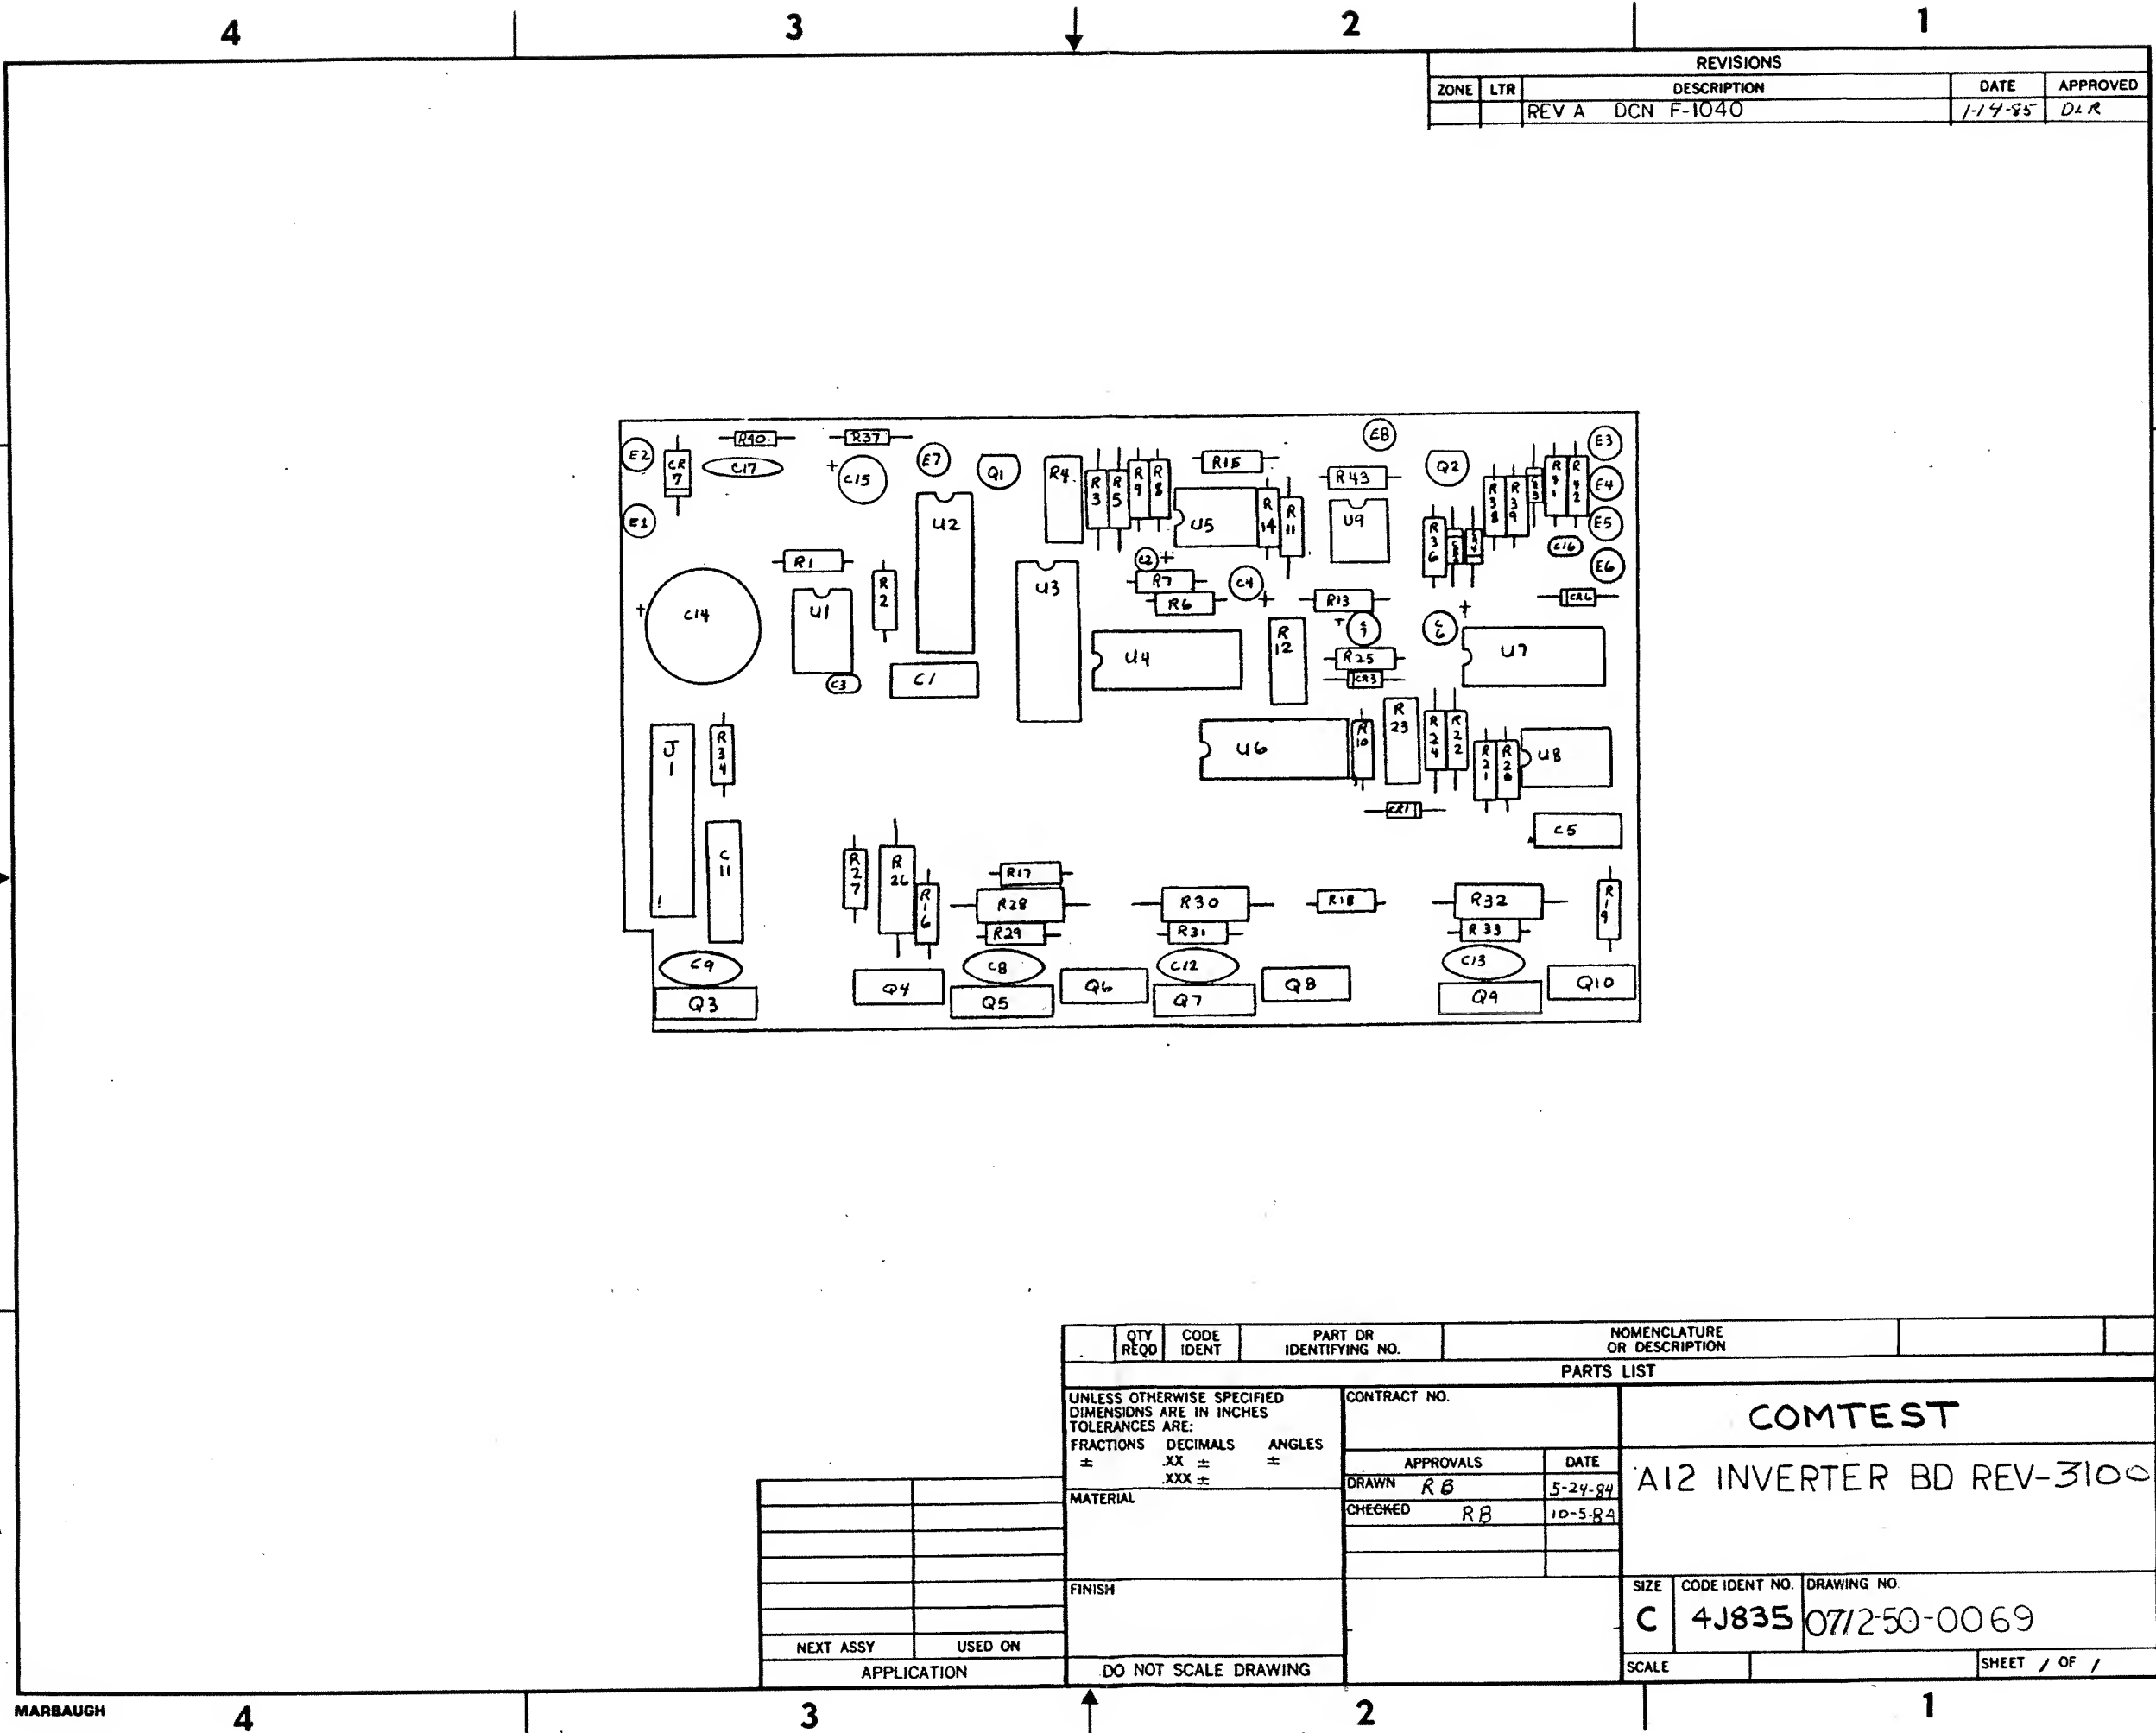 4 3 2 1
REVISIONS
ZONE LTR DESCRIPTION DATE APPROVED
REV A DCN F-1040 1-14-85 DLR
E2
CR7
R40
C17
R37
C15
E7
Q1
R4
R3
R5
R9
R8
R15
E8
R43
Q2
E3
E4
E5
E6
E1
U2
U5
R14
R11
U9
R36
R38
R39
R42
C16
CR6
R1
R2
U1
U3
C2
R7
R6
C4
R13
C6
C14
U4
R12
R25
CR3
U7
C3
C1
J1
R34
U6
R10
R23
R24
R22
R21
R20
U8
CR1
C5
C11
R27
R26
R16
R17
R28
R29
R30
R31
R18
R32
R33
R19
C9
Q3
Q4
C8
Q5
Q6
C12
Q7
Q8
C13
Q9
Q10
QTY REQD CODE IDENT PART DR IDENTIFYING NO. NOMENCLATURE OR DESCRIPTION
PARTS LIST
UNLESS OTHERWISE SPECIFIED
DIMENSIONS ARE IN INCHES
TOLERANCES ARE:
FRACTIONS DECIMALS ANGLES
± .XX ± ±
.XXX ±
MATERIAL
FINISH
DO NOT SCALE DRAWING
CONTRACT NO.
APPROVALS DATE
DRAWN RB 5-24-84
CHECKED RB 10-5-84
COMTEST
A12 INVERTER BD REV-3100
SIZE CODE IDENT NO. DRAWING NO.
C 4J835 0712-50-0069
SCALE SHEET 1 OF 1
NEXT ASSY USED ON
APPLICATION
MARBAUGH
4 3 2 1